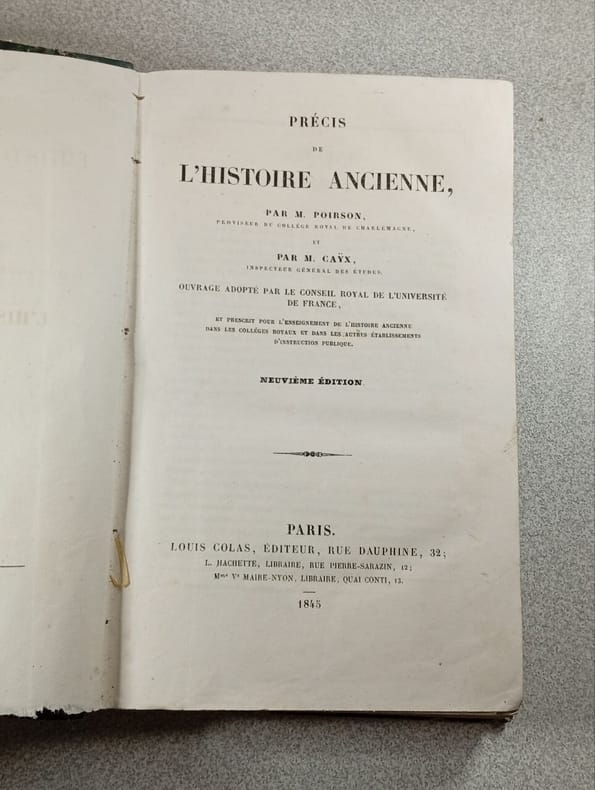 PRÉCIS
DE
L'HISTOIRE ANCIENNE,
PAR M. POIRSON,
PROVISEUR DU COLLÉGE ROYAL DE CHARLEMAGNE,
ET
PAR M. CAŸX,
INSPECTEUR GÉNÉRAL DES ÉTUDES.
OUVRAGE ADOPTÉ PAR LE CONSEIL ROYAL DE L'UNIVERSITÉ
DE FRANCE,
ET PRESCRIT POUR L'ENSEIGNEMENT DE L'HISTOIRE ANCIENNE
DANS LES COLLÉGES ROYAUX ET DANS LES AUTRES ÉTABLISSEMENTS
D'INSTRUCTION PUBLIQUE.
NEUVIÈME ÉDITION.
PARIS.
LOUIS COLAS, ÉDITEUR, RUE DAUPHINE, 32;
L. HACHETTE, LIBRAIRE, RUE PIERRE-SARAZIN, 12;
Mme Ve MAIRE-NYON, LIBRAIRE, QUAI CONTI, 13.
1845